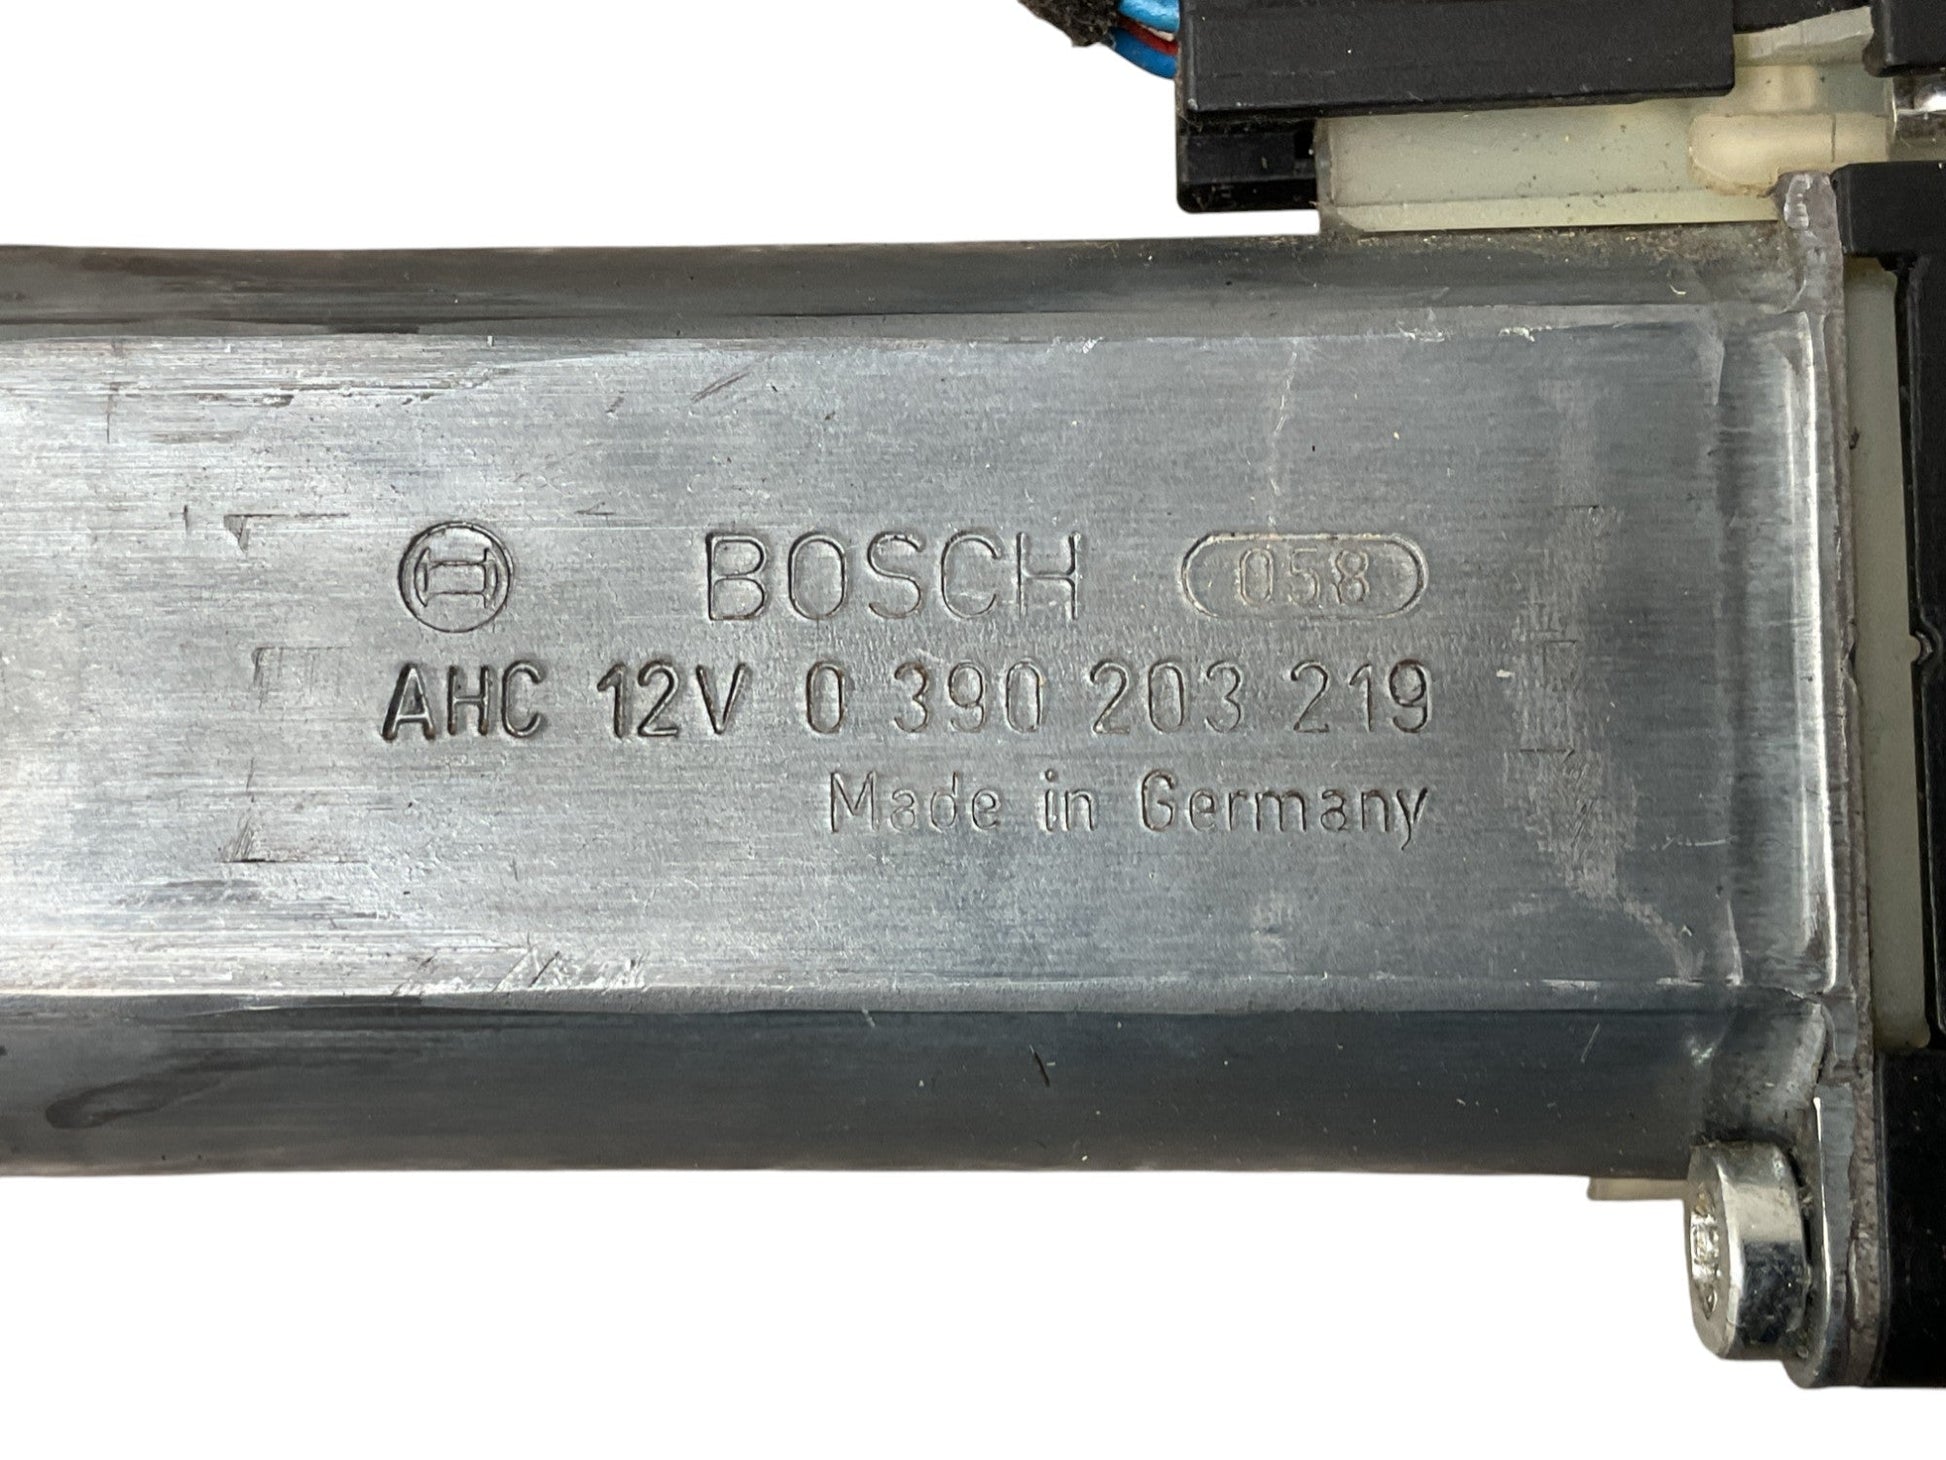 BOSCH 058
AHC 12V 0 390 203 219
Made in Germany